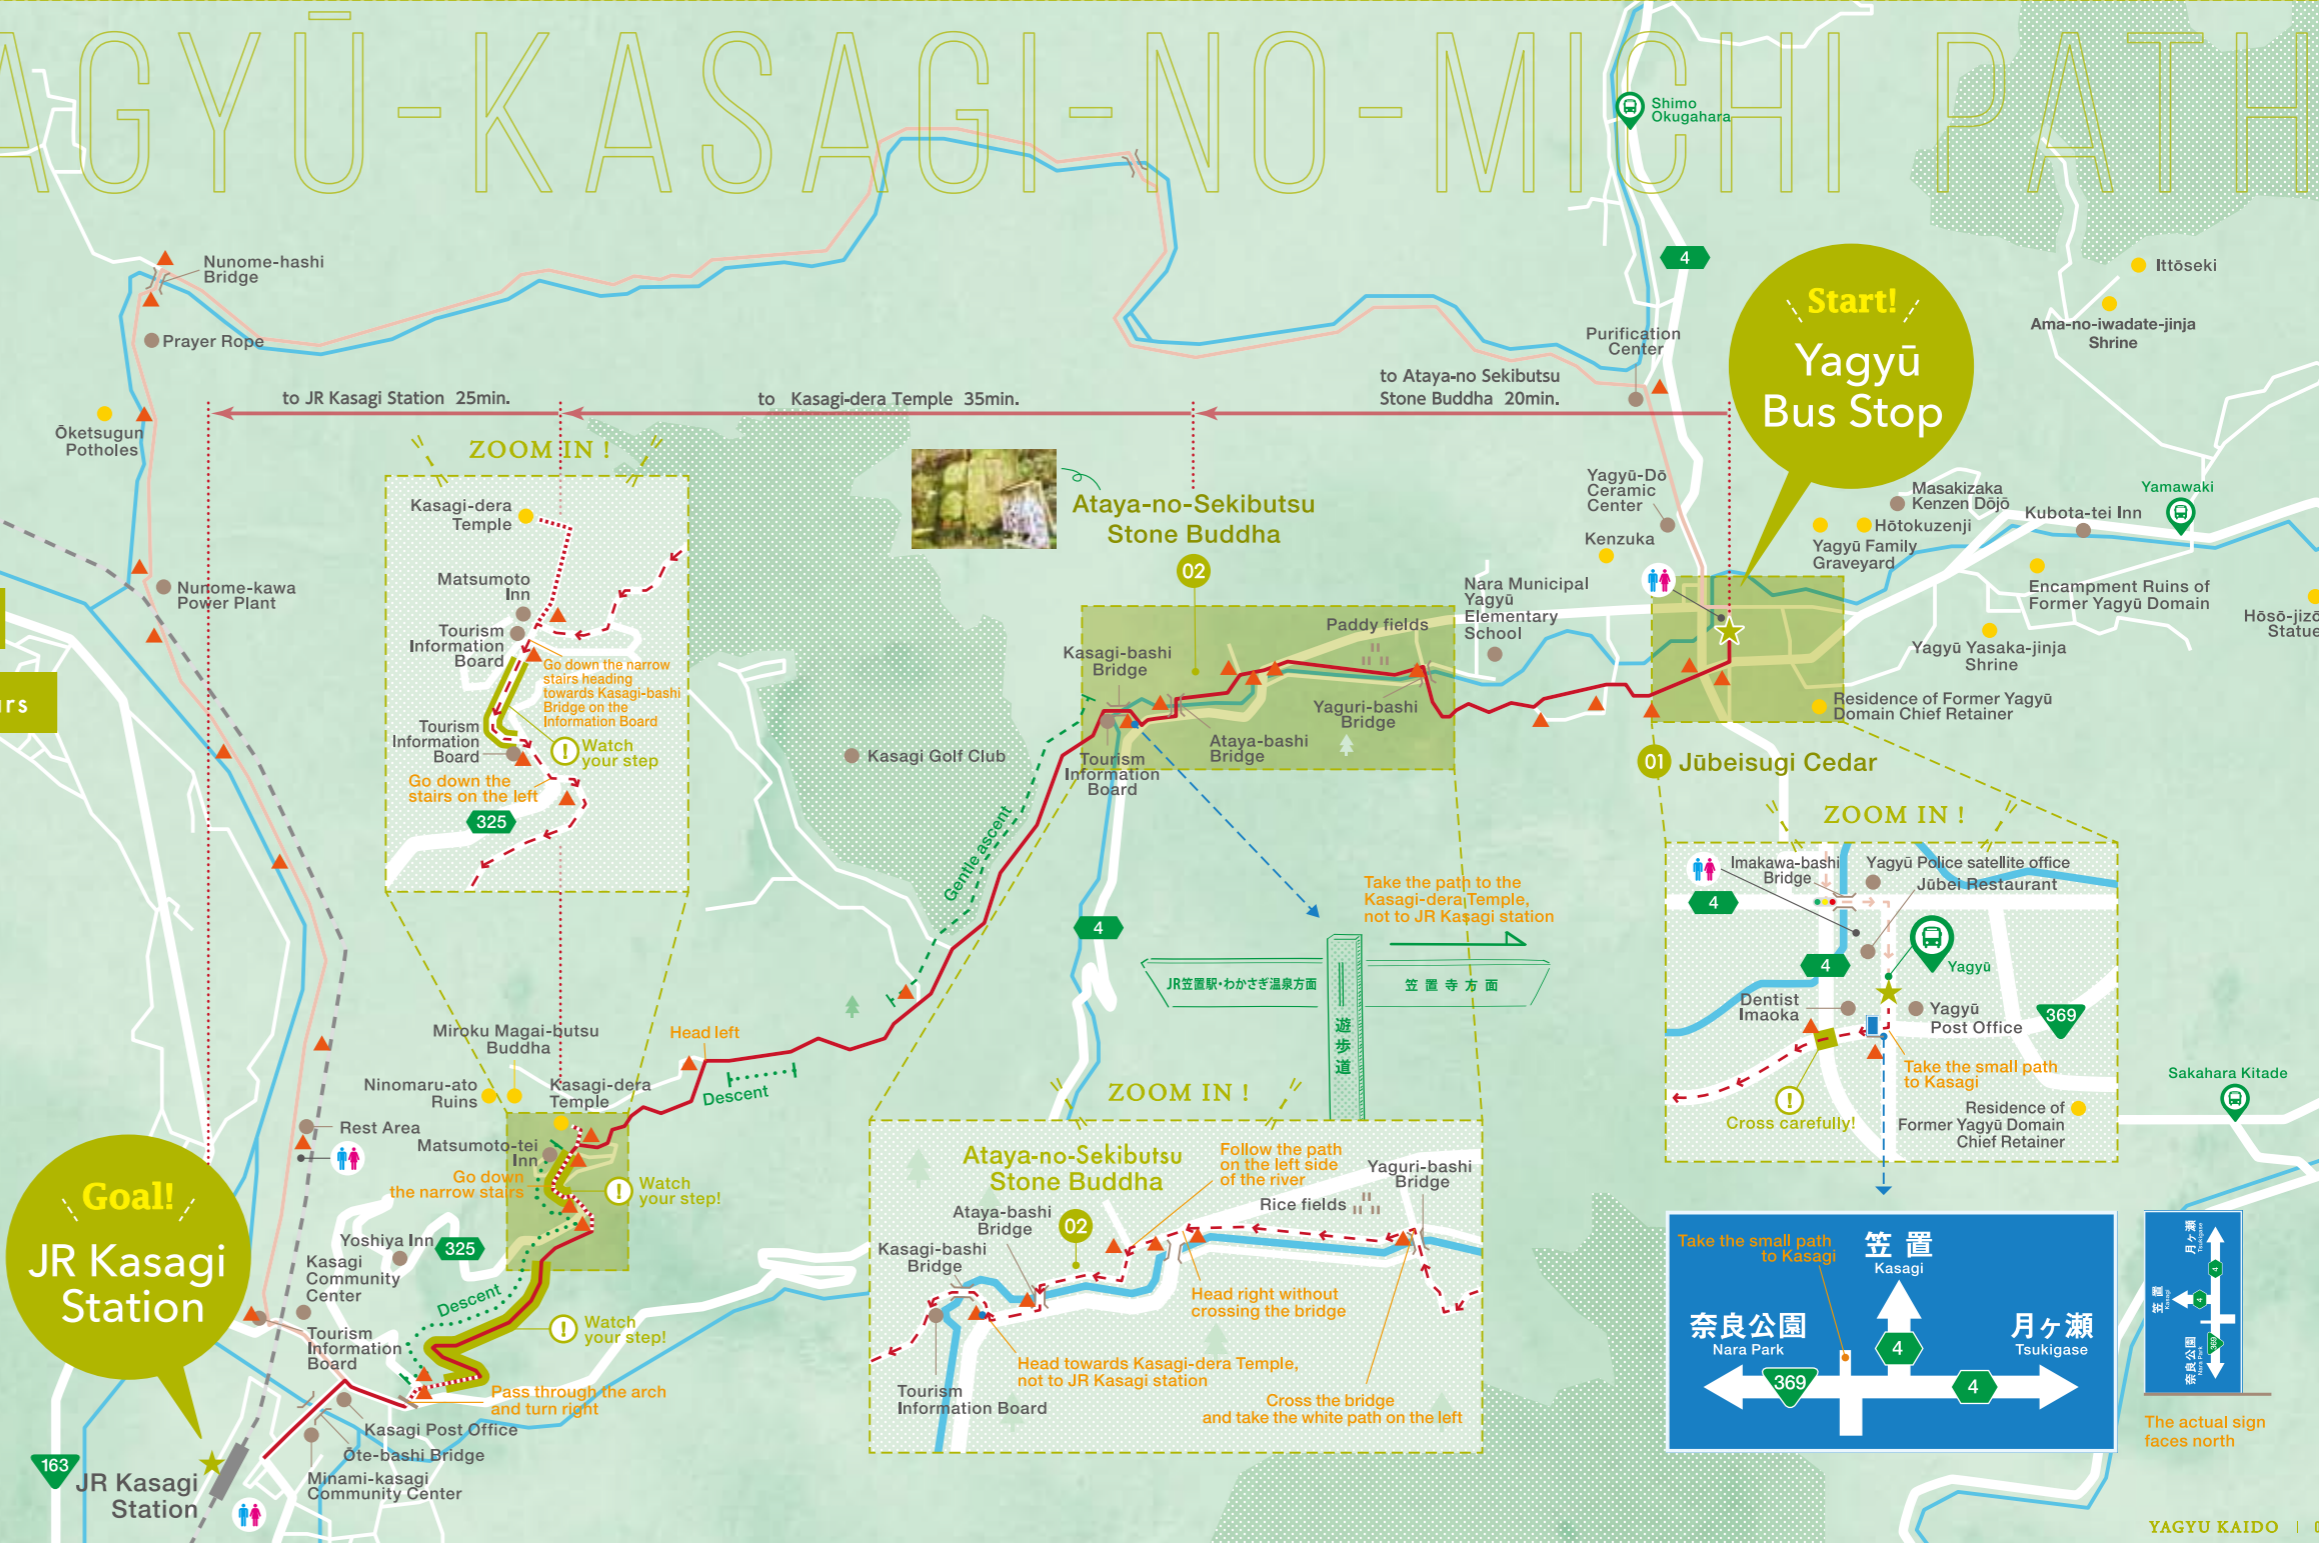 AGYŪ-KASAGI-NO-MICHI PATH
Shimo
Okugahara
4
Nunome-hashi
Bridge
Prayer Rope
Ōketsugun
Potholes
Nunome-kawa
Power Plant
rs
to JR Kasagi Station 25min.
to Kasagi-dera Temple 35min.
to Ataya-no Sekibutsu
Stone Buddha 20min.
Purification
Center
Start!
Yagyū
Bus Stop
Ittōseki
Ama-no-iwadate-jinja
Shrine
ZOOM IN !
Kasagi-dera
Temple
Matsumoto
Inn
Tourism
Information
Board
Go down the narrow
stairs heading
towards Kasagi-bashi
Bridge on the
Information Board
Tourism
Information
Board
!
Watch
your step
Go down the
stairs on the left
325
Ataya-no-Sekibutsu
Stone Buddha
02
Kasagi Golf Club
Kasagi-bashi
Bridge
Paddy fields
Yaguri-bashi
Bridge
Ataya-bashi
Bridge
Tourism
Information
Board
Nara Municipal
Yagyū
Elementary
School
Yagyū-Dō
Ceramic
Center
Kenzuka
Masakizaka
Kenzen Dōjō
Hōtokuzenji
Yagyū Family
Graveyard
Kubota-tei Inn
Yamawaki
Encampment Ruins of
Former Yagyū Domain
Hōsō-jizō
Statue
Yagyū Yasaka-jinja
Shrine
Residence of Former Yagyū
Domain Chief Retainer
01
Jūbeisugi Cedar
ZOOM IN !
Imakawa-bashi
Bridge
Yagyū Police satellite office
Jūbei Restaurant
4
4
Yagyū
Dentist
Imaoka
Yagyū
Post Office
369
Take the small path
to Kasagi
!
Cross carefully!
Residence of
Former Yagyū Domain
Chief Retainer
Sakahara Kitade
Gentle ascent
4
Take the path to the
Kasagi-dera Temple,
not to JR Kasagi station
JR笠置駅・わかさぎ温泉方面
笠置寺方面
遊歩道
Head left
Descent
Miroku Magai-butsu
Buddha
Ninomaru-ato
Ruins
Kasagi-dera
Temple
Matsumoto-tei
Inn
Go down
the narrow stairs
!
Watch
your step!
Rest Area
Goal!
JR Kasagi
Station
Yoshiya Inn
325
Kasagi
Community
Center
Descent
!
Watch
your step!
Tourism
Information
Board
Pass through the arch
and turn right
Kasagi Post Office
Ōte-bashi Bridge
Minami-kasagi
Community Center
163
JR Kasagi
Station
ZOOM IN !
Ataya-no-Sekibutsu
Stone Buddha
Follow the path
on the left side
of the river
Yaguri-bashi
Bridge
Rice fields
Ataya-bashi
Bridge
02
Kasagi-bashi
Bridge
Head right without
crossing the bridge
Head towards Kasagi-dera Temple,
not to JR Kasagi station
Tourism
Information Board
Cross the bridge
and take the white path on the left
Take the small path
to Kasagi
笠置
Kasagi
奈良公園
Nara Park
月ヶ瀬
Tsukigase
369
4
4
月ヶ瀬
Tsukigase
4
笠置
Kasagi
4
369
奈良公園
Nara Park
The actual sign
faces north
YAGYU KAIDO |